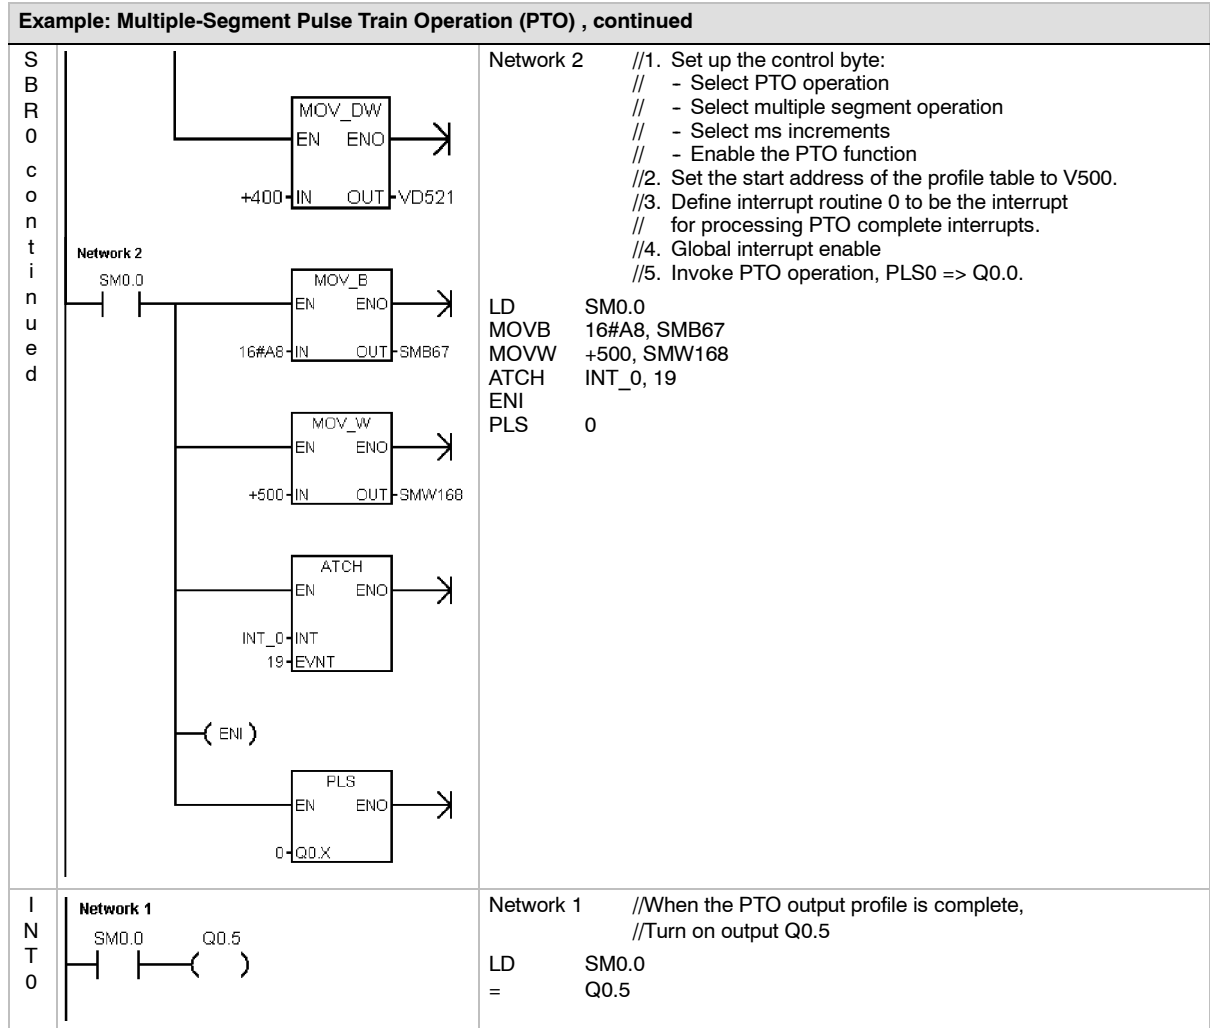 Example: Multiple-Segment Pulse Train Operation (PTO) , continued
S
B
R
0
c
o
n
t
i
n
u
e
d
MOV_DW
EN ENO
+400 IN OUT VD521
Network 2
SM0.0
MOV_B
EN ENO
16#A8 IN OUT SMB67
MOV_W
EN ENO
+500 IN OUT SMW168
ATCH
EN ENO
INT_0 INT
19 EVNT
( ENI )
PLS
EN ENO
0 Q0.X
Network 2 //1. Set up the control byte:
// - Select PTO operation
// - Select multiple segment operation
// - Select ms increments
// - Enable the PTO function
//2. Set the start address of the profile table to V500.
//3. Define interrupt routine 0 to be the interrupt
// for processing PTO complete interrupts.
//4. Global interrupt enable
//5. Invoke PTO operation, PLS0 => Q0.0.
LD SM0.0
MOVB 16#A8, SMB67
MOVW +500, SMW168
ATCH INT_0, 19
ENI
PLS 0
I
N
T
0
Network 1
SM0.0 Q0.5
( )
Network 1 //When the PTO output profile is complete,
//Turn on output Q0.5
LD SM0.0
= Q0.5